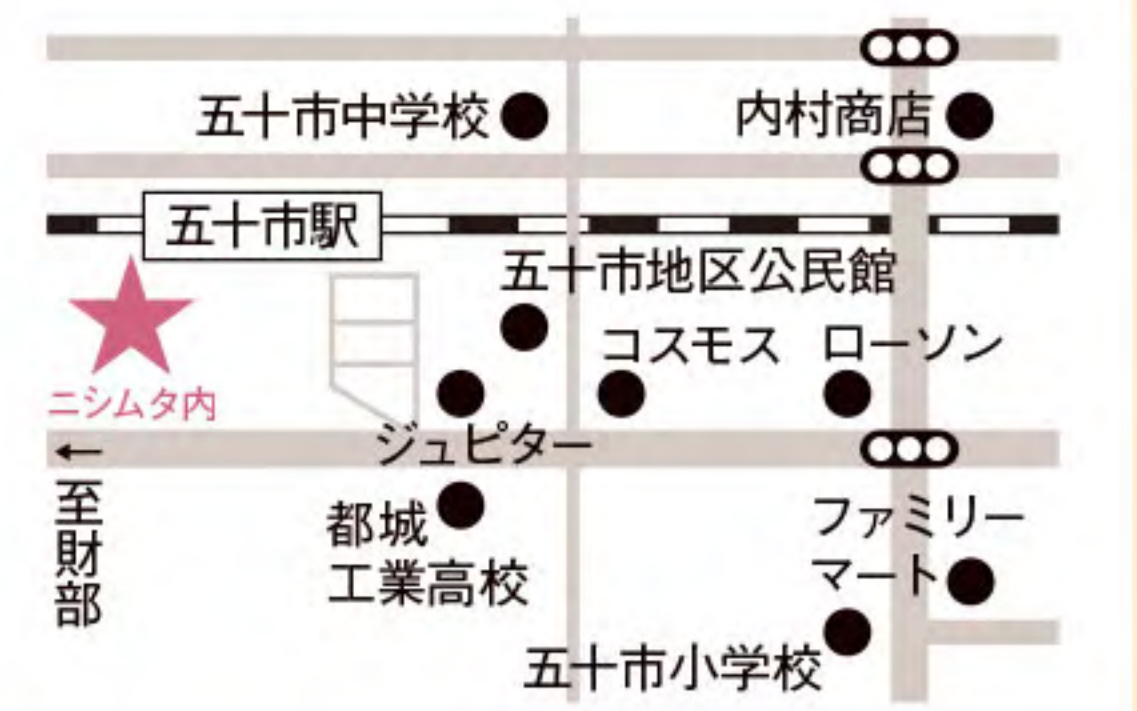 五十市中学校
内村商店
五十市駅
五十市地区公民館
コスモス
ローソン
ニシムタ内
ジュピター
←
至財部
都城
工業高校
ファミリー
マート
五十市小学校